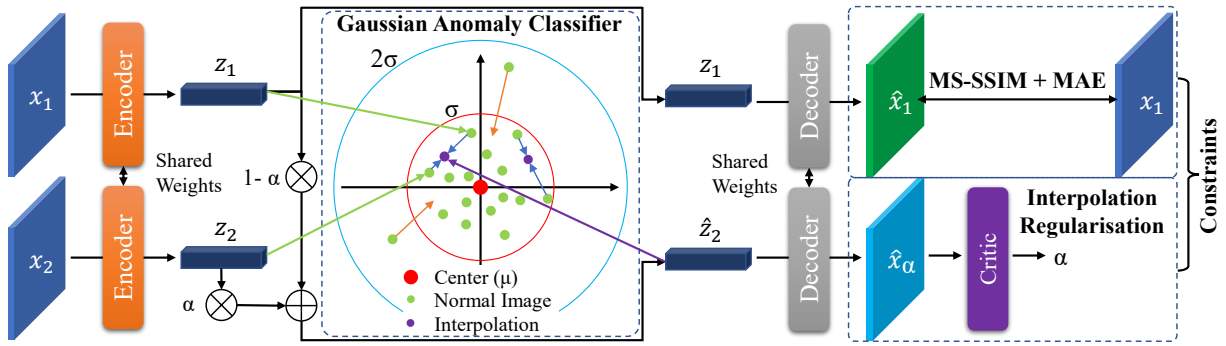 Gaussian Anomaly Classifier
x₁
Encoder
z₁
2σ
σ
z₁
Decoder
x̂₁
MS-SSIM + MAE
x₁
Shared
Weights
1- α
Shared
Weights
Constraints
x₂
Encoder
z₂
α
Center (μ)
Normal Image
Interpolation
ẑ₂
Decoder
x̂α
Critic
Interpolation
Regularisation
α